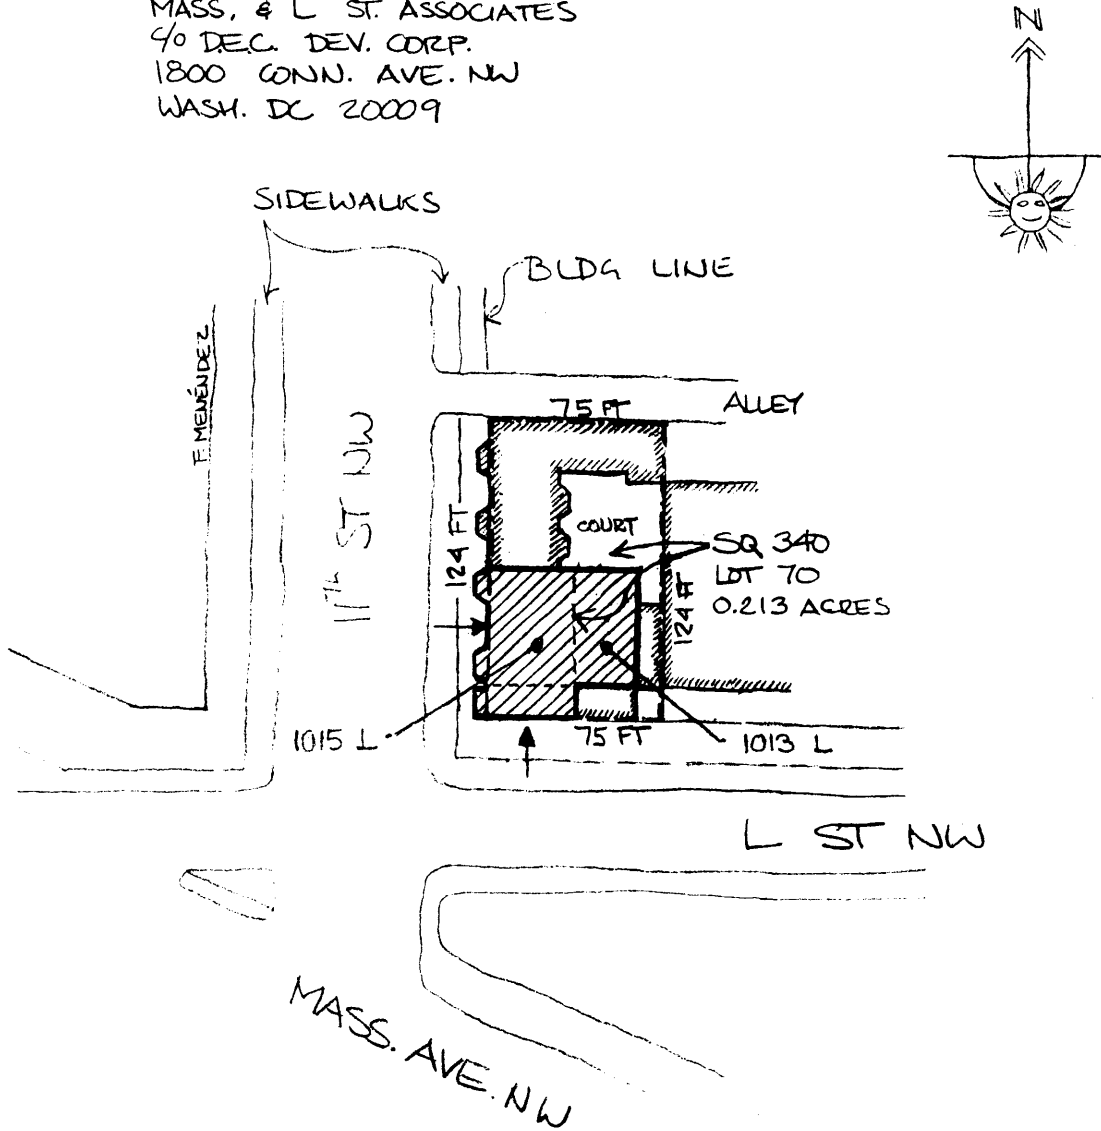 MASS. & L ST. ASSOCIATES
C/O D.E.C. DEV. CORP.
1800 CONN. AVE. NW
WASH. DC 20009
N
SIDEWALKS
BLDG LINE
F. MENÉNDEZ
11TH ST NW
75 FT
ALLEY
124 FT
COURT
SQ 340
LOT 70
0.213 ACRES
124 FT
1015 L
75 FT
1013 L
L ST NW
MASS. AVE. NW